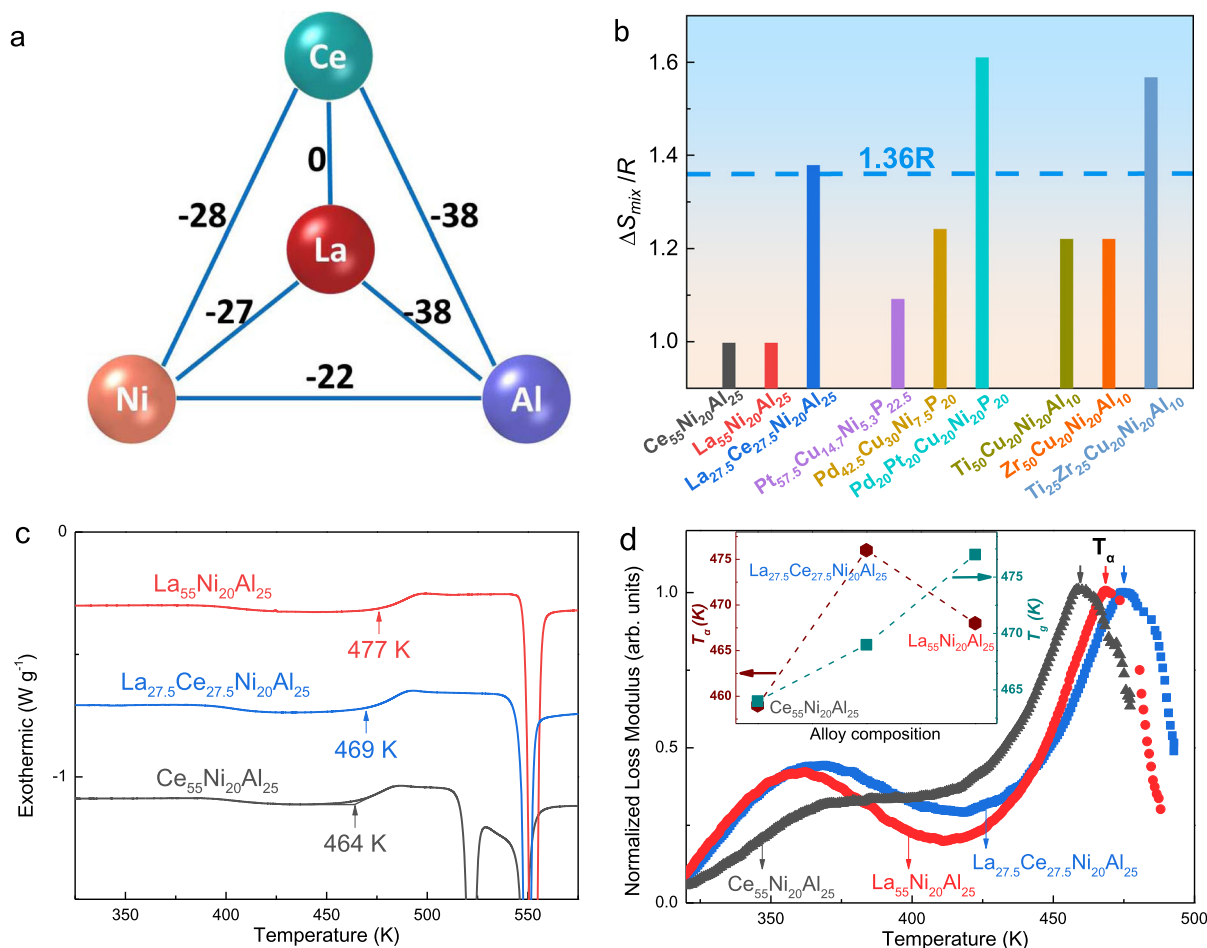 a
Ce
0
-28
-38
La
-27
-38
Ni
-22
Al
b
1.6
1.4
1.2
1.0
ΔS_mix /R
1.36R
Ce₅₅Ni₂₀Al₂₅
La₅₅Ni₂₀Al₂₅
La₂₇.₅Ce₂₇.₅Ni₂₀Al₂₅
Pt₅₇.₅Cu₁₄.₇Ni₅.₃P₂₂.₅
Pd₄₂.₅Cu₃₀Ni₇.₅P₂₀
Pd₂₀Pt₂₀Cu₂₀Ni₂₀P₂₀
Ti₅₀Cu₂₀Ni₂₀Al₁₀
Zr₅₀Cu₂₀Ni₂₀Al₁₀
Ti₂₅Zr₂₅Cu₂₀Ni₂₀Al₁₀
c
0
-1
Exothermic (W g⁻¹)
La₅₅Ni₂₀Al₂₅
477 K
La₂₇.₅Ce₂₇.₅Ni₂₀Al₂₅
469 K
Ce₅₅Ni₂₀Al₂₅
464 K
350 400 450 500 550
Temperature (K)
d
1.0
0.5
0.0
Normalized Loss Modulus (arb. units)
T_α
475
470
465
460
T_α (K)
La₂₇.₅Ce₂₇.₅Ni₂₀Al₂₅
La₅₅Ni₂₀Al₂₅
Ce₅₅Ni₂₀Al₂₅
475
470
465
T_g (K)
Alloy composition
Ce₅₅Ni₂₀Al₂₅
La₅₅Ni₂₀Al₂₅
La₂₇.₅Ce₂₇.₅Ni₂₀Al₂₅
350 400 450 500
Temperature (K)